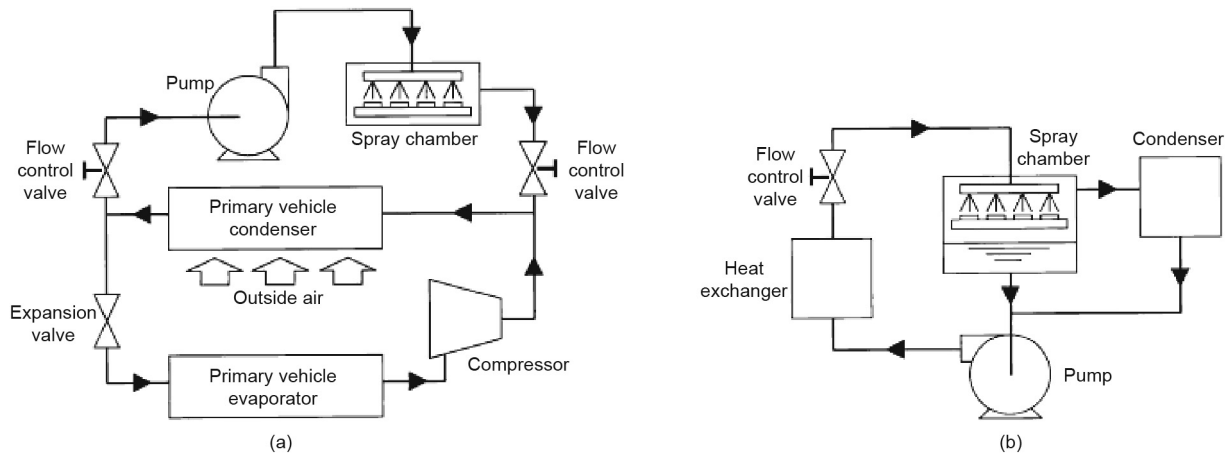 Pump
Spray chamber
Flow
control
valve
Flow
control
valve
Primary vehicle
condenser
Outside air
Expansion
valve
Compressor
Primary vehicle
evaporator
(a)
Spray
chamber
Condenser
Flow
control
valve
Heat
exchanger
Pump
(b)